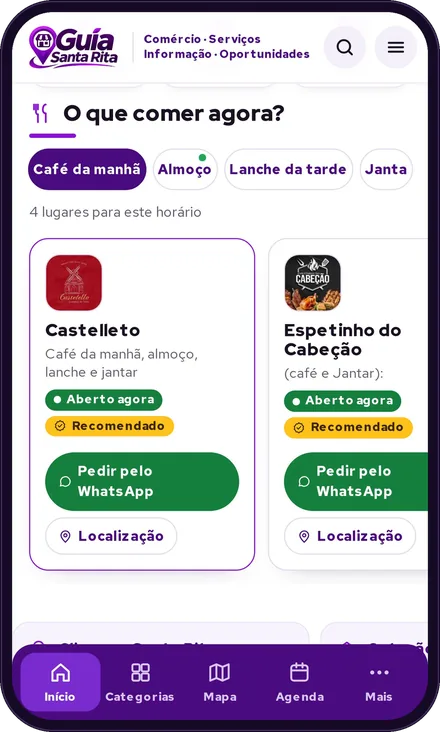 Guia
Santa Rita
Comércio · Serviços
Informação · Oportunidades
O que comer agora?
Café da manhã
Almoço
Lanche da tarde
Janta
4 lugares para este horário
Castelleto
CABEÇÃO
Castelleto
Café da manhã, almoço,
lanche e jantar
Aberto agora
Recomendado
Pedir pelo
WhatsApp
Localização
Espetinho do
Cabeção
(café e Jantar):
Aberto agora
Recomendado
Pedir pelo
WhatsApp
Localização
Início
Categorias
Mapa
Agenda
Mais